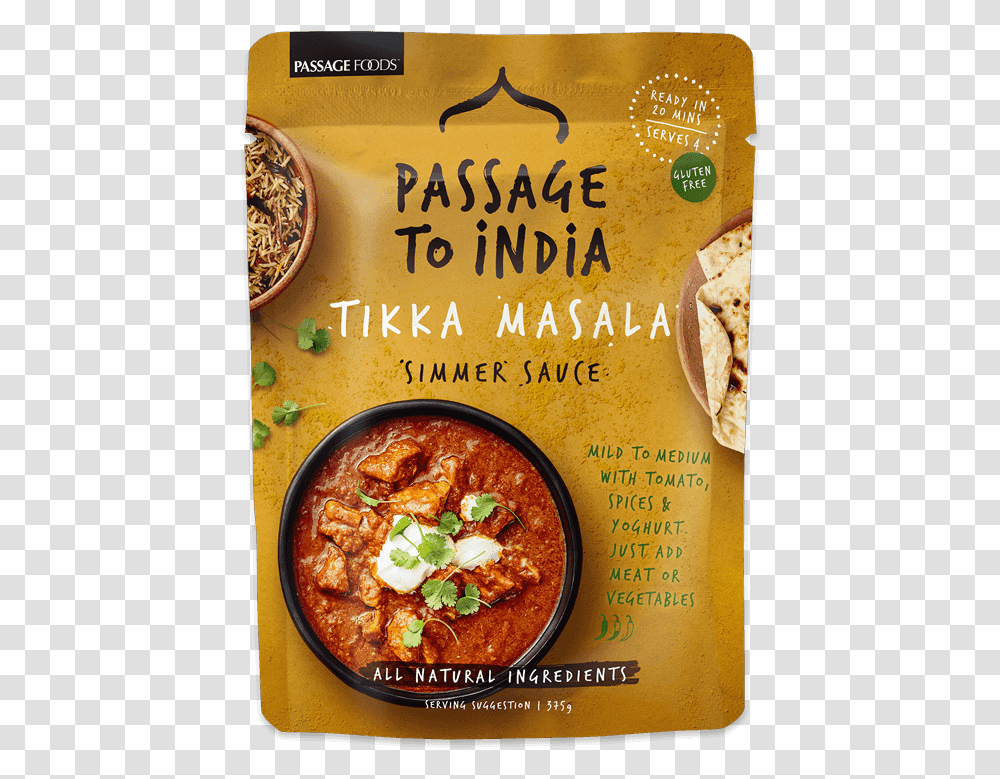 PASSAGE FOODS™
READY IN
20 MINS
SERVES 4
GLUTEN
FREE
PASSAGE
TO INDIA
TIKKA MASALA
SIMMER SAUCE
MILD TO MEDIUM
WITH TOMATO,
SPICES &
YOGHURT.
JUST ADD
MEAT OR
VEGETABLES
ALL NATURAL INGREDIENTS
SERVING SUGGESTION | 375g